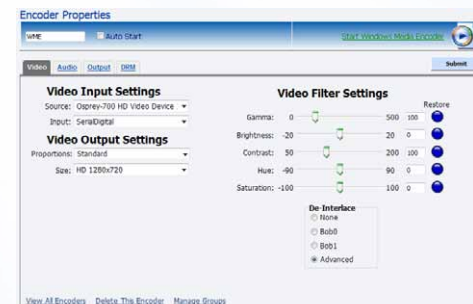 Encoder Properties
WME Auto Start Start Windows Media Encoder
Video Audio Output DRM Submit
Video Input Settings
Source: Osprey-700 HD Video Device
Input: SeralDigital
Video Output Settings
Proportions: Standard
Size: HD 1280x720
Video Filter Settings
Restore
Gamma: -90 500 100
Brightness: -20 20 0
Contrast: 50 200 100
Hue: -90 90 0
Saturation: -100 100 0
De-Interlace
None
Bob0
Bob1
Advanced
View All Encoders Delete This Encoder Manage Groups